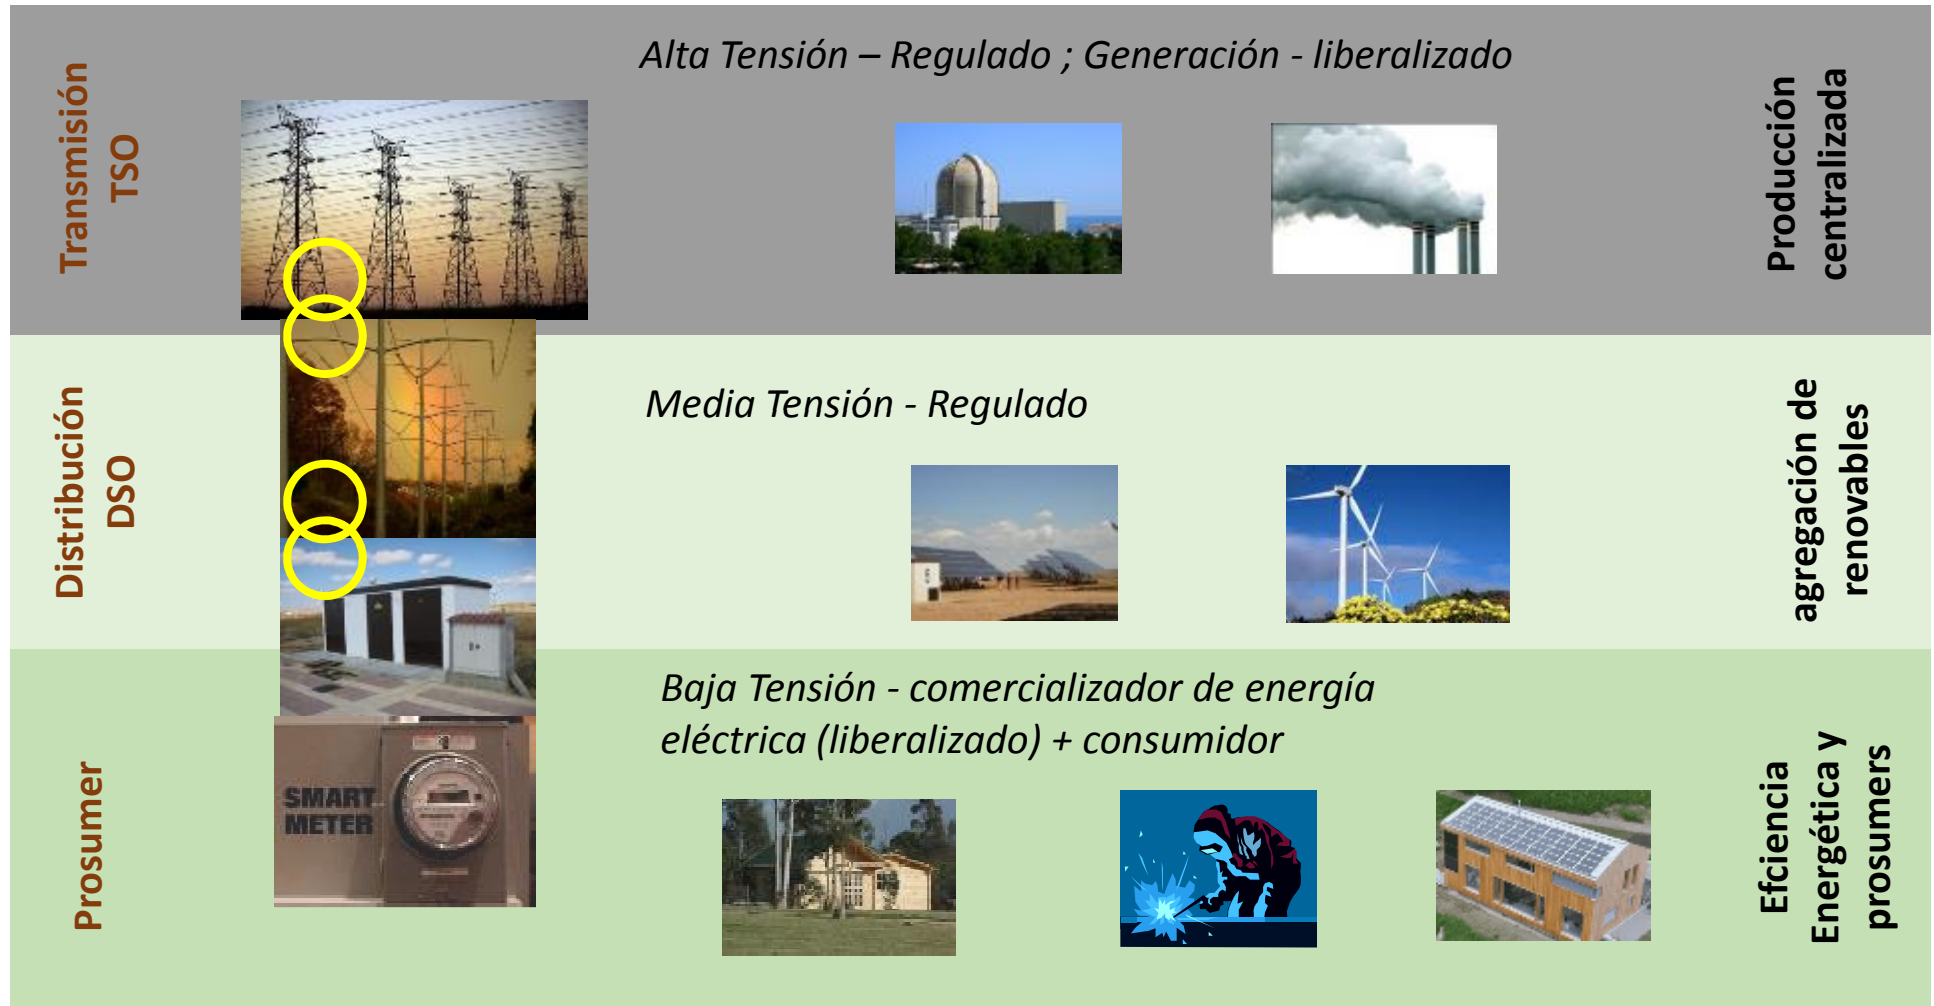 Alta Tensión – Regulado ; Generación - liberalizado
Transmisión
TSO
Producción
centralizada
Media Tensión - Regulado
Distribución
DSO
agregación de
renovables
Baja Tensión - comercializador de energía
eléctrica (liberalizado) + consumidor
Prosumer
SMART
METER
Efciencia
Energética y
prosumers